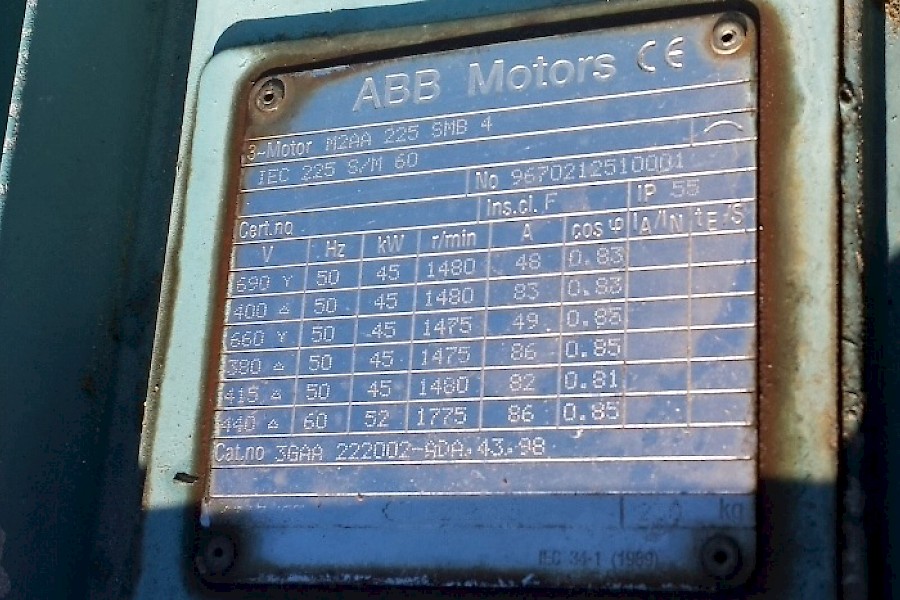 ABB Motors CE
3~Motor M2AA 225 SMB 4
IEC 225 S/M 60
No 9670212510001
Ins.cl. F IP 55
Cert.no
V Hz kW r/min A cos φ IA/IN tE/S
690 Y 50 45 1480 48 0.83
400 Δ 50 45 1480 83 0.83
660 Y 50 45 1475 49 0.85
380 Δ 50 45 1475 86 0.85
415 Δ 50 45 1480 82 0.81
440 Δ 60 52 1775 86 0.85
Cat.no 3GAA 222002-ADA.43.98
kg
IEC 34-1 (1989)